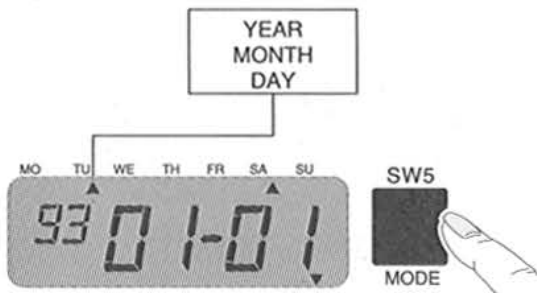 YEAR
MONTH
DAY
MO TU WE TH FR SA SU
93 01-01
SW5
MODE